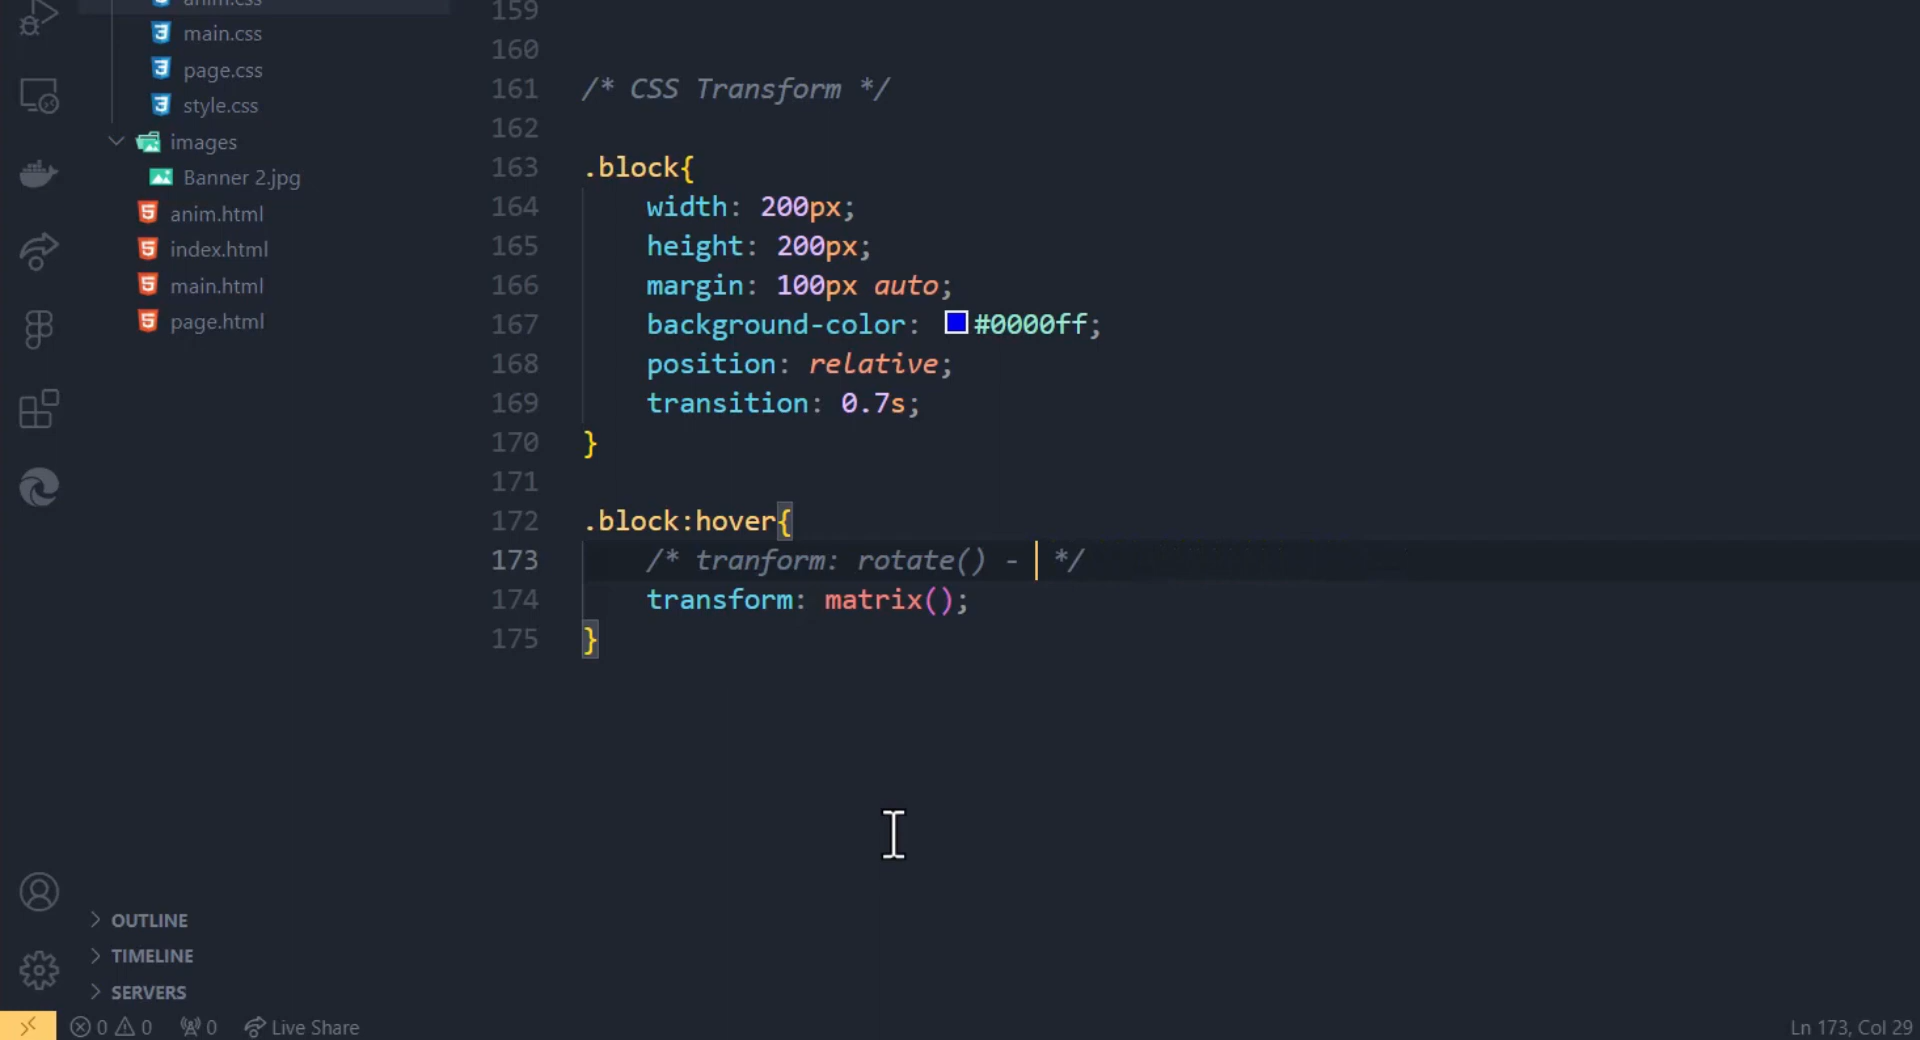 anim.css
main.css
page.css
style.css
images
Banner 2.jpg
anim.html
index.html
main.html
page.html
OUTLINE
TIMELINE
SERVERS
159
160
161 /* CSS Transform */
162
163 .block{
164 width: 200px;
165 height: 200px;
166 margin: 100px auto;
167 background-color: #0000ff;
168 position: relative;
169 transition: 0.7s;
170 }
171
172 .block:hover{
173 /* tranform: rotate() - */
174 transform: matrix();
175 }
0 0 0 Live Share
Ln 173, Col 29